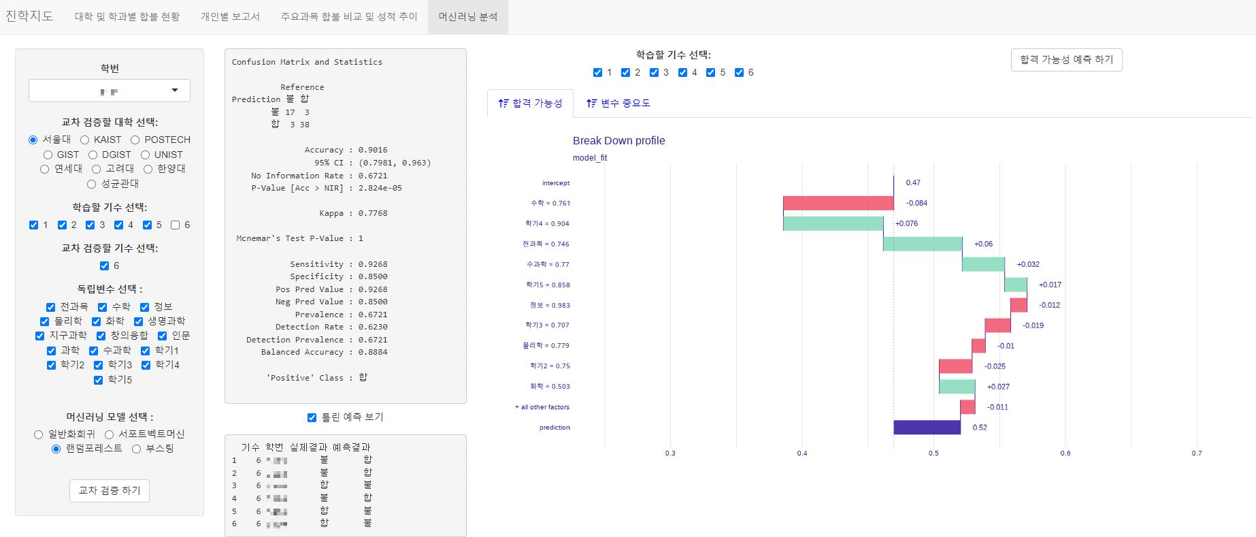 진학지도 대학 및 학과별 합불 현황 개인별 보고서 주요과목 합불 비교 및 성적 추이 머신러닝 분석
학번
교차 검증할 대학 선택:
서울대 KAIST POSTECH
GIST DGIST UNIST
연세대 고려대 한양대
성균관대
학습할 기수 선택:
1 2 3 4 5 6
교차 검증할 기수 선택:
6
독립변수 선택 :
전과목 수학 정보
물리학 화학 생명과학
지구과학 창의융합 인문
과학 수과학 학기1
학기2 학기3 학기4
학기5
머신러닝 모델 선택 :
일반화회귀 서포트벡트머신
랜덤포레스트 부스팅
교차 검증 하기
Confusion Matrix and Statistics
Reference
Prediction 불 합
불 17 3
합 3 38
Accuracy : 0.9016
95% CI : (0.7981, 0.963)
No Information Rate : 0.6721
P-Value [Acc > NIR] : 2.824e-05
Kappa : 0.7768
Mcnemar's Test P-Value : 1
Sensitivity : 0.9268
Specificity : 0.8500
Pos Pred Value : 0.9268
Neg Pred Value : 0.8500
Prevalence : 0.6721
Detection Rate : 0.6230
Detection Prevalence : 0.6721
Balanced Accuracy : 0.8884
'Positive' Class : 합
틀린 예측 보기
기수 학번 실제결과 예측결과
1 6 불 합
2 6 불 합
3 6 합 불
4 6 불 합
5 6 합 불
6 6 합 불
학습할 기수 선택:
1 2 3 4 5 6
합격 가능성 예측 하기
합격 가능성 변수 중요도
Break Down profile
model_fit
intercept 0.47
수학 = 0.761 -0.084
학기4 = 0.904 +0.076
전과목 = 0.746 +0.06
수과학 = 0.77 +0.032
학기5 = 0.858 +0.017
정보 = 0.983 -0.012
학기3 = 0.707 -0.019
물리학 = 0.779 -0.01
학기2 = 0.75 -0.025
화학 = 0.503 +0.027
+ all other factors -0.011
prediction 0.52
0.3 0.4 0.5 0.6 0.7